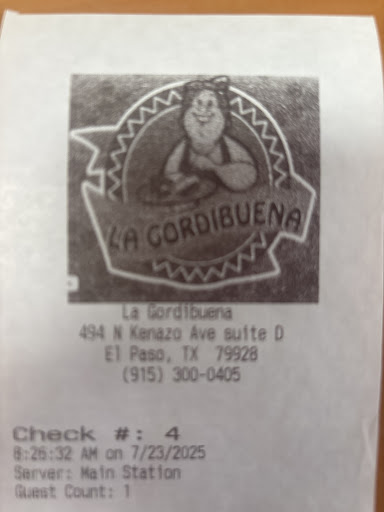 LA GORDIBUENA
La Gordibuena
494 N Kenazo Ave suite D
El Paso, TX 79928
(915) 300-0405
Check #: 4
8:26:32 AM on 7/23/2025
Server: Main Station
Guest Count: 1